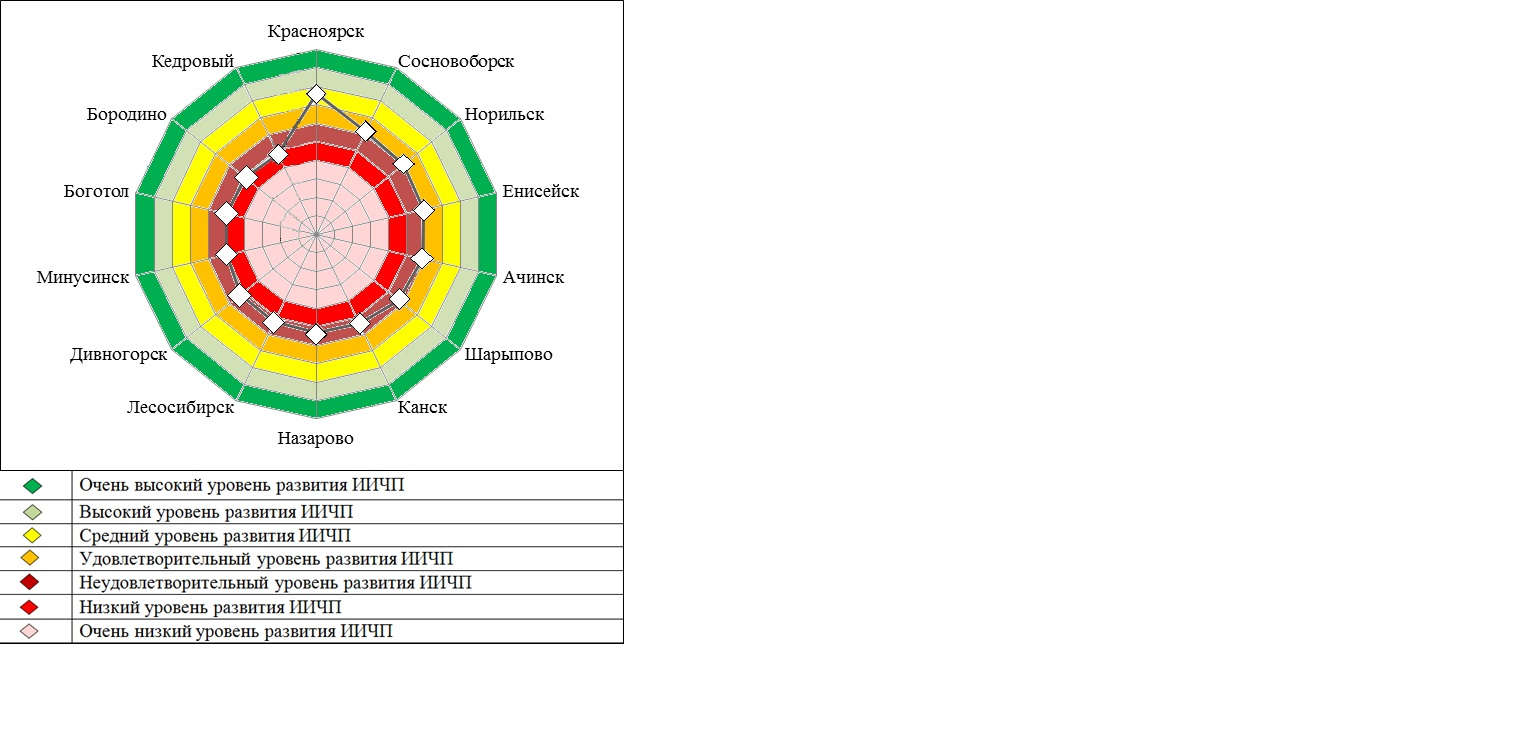 Красноярск
Кедровый
Сосновоборск
Бородино
Норильск
Боготол
Енисейск
Минусинск
Ачинск
Дивногорск
Шарыпово
Лесосибирск
Канск
Назарово
Очень высокий уровень развития ИИЧП
Высокий уровень развития ИИЧП
Средний уровень развития ИИЧП
Удовлетворительный уровень развития ИИЧП
Неудовлетворительный уровень развития ИИЧП
Низкий уровень развития ИИЧП
Очень низкий уровень развития ИИЧП